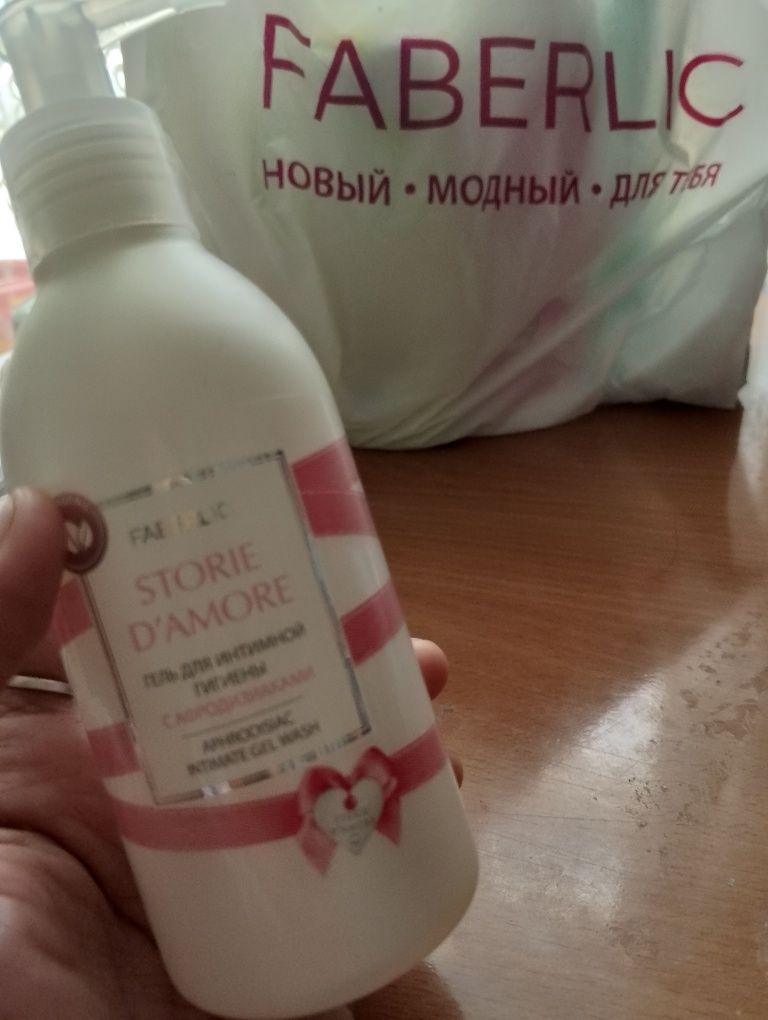 FABERLIC
НОВЫЙ • МОДНЫЙ • ДЛЯ ТЕБЯ
FABERLIC
STORIE
D'AMORE
ГЕЛЬ ДЛЯ ИНТИМНОЙ
ГИГИЕНЫ
С АФРОДИЗИАКАМИ
APHRODISIAC
INTIMATE GEL WASH